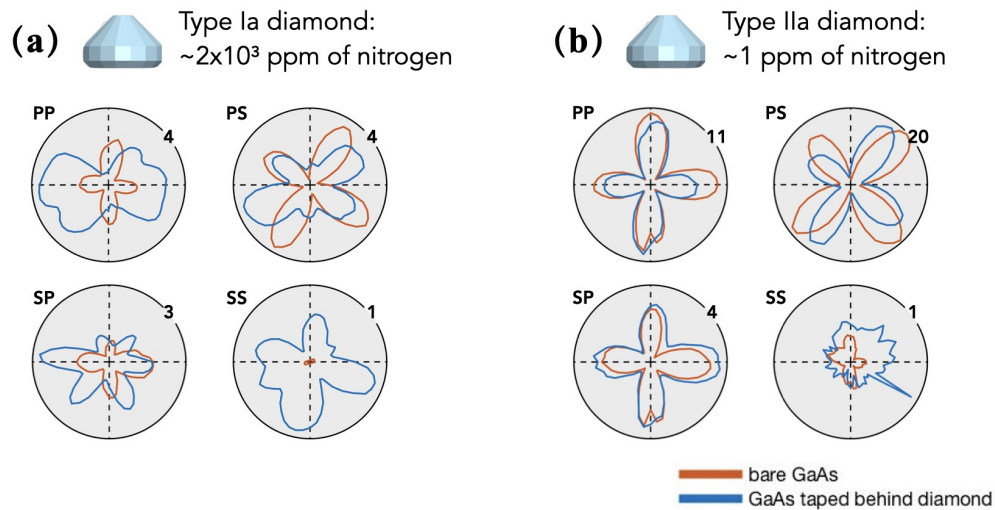 (a)
Type Ia diamond:
~2x10³ ppm of nitrogen
PP
4
PS
4
SP
3
SS
1
(b)
Type IIa diamond:
~1 ppm of nitrogen
PP
11
PS
20
SP
4
SS
1
bare GaAs
GaAs taped behind diamond